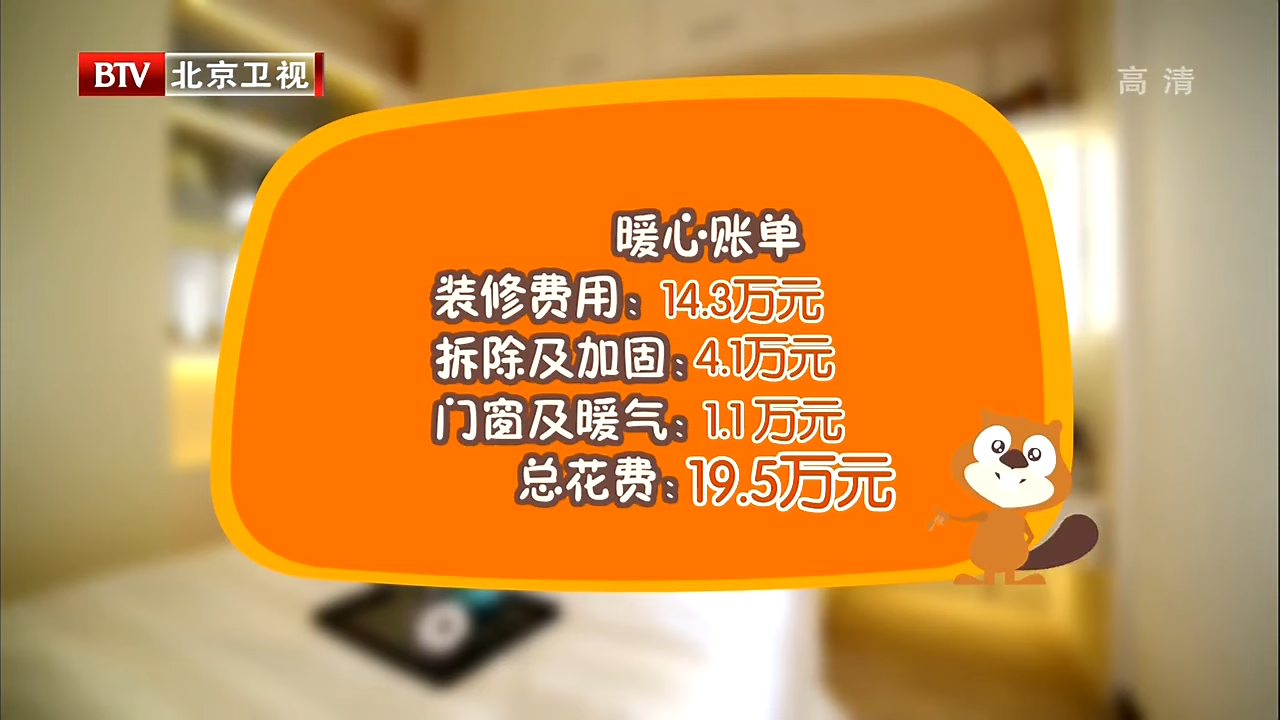 BTV 北京卫视
高清
暖心·账单
装修费用：14.3万元
拆除及加固：4.1万元
门窗及暖气：1.1万元
总花费：19.5万元